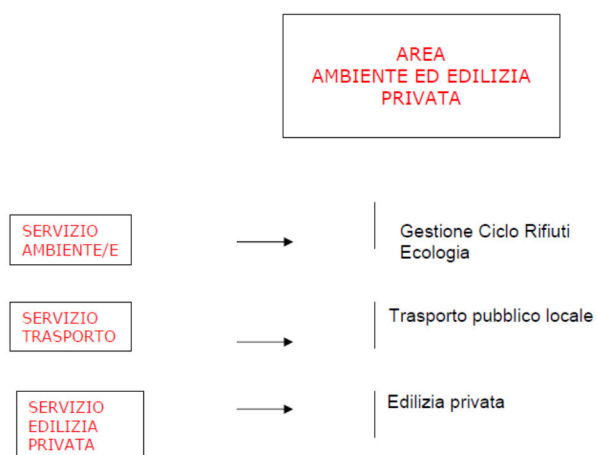 AREA
AMBIENTE ED EDILIZIA
PRIVATA
SERVIZIO
AMBIENTE/E
Gestione Ciclo Rifiuti
Ecologia
SERVIZIO
TRASPORTO
Trasporto pubblico locale
SERVIZIO
EDILIZIA
PRIVATA
Edilizia privata